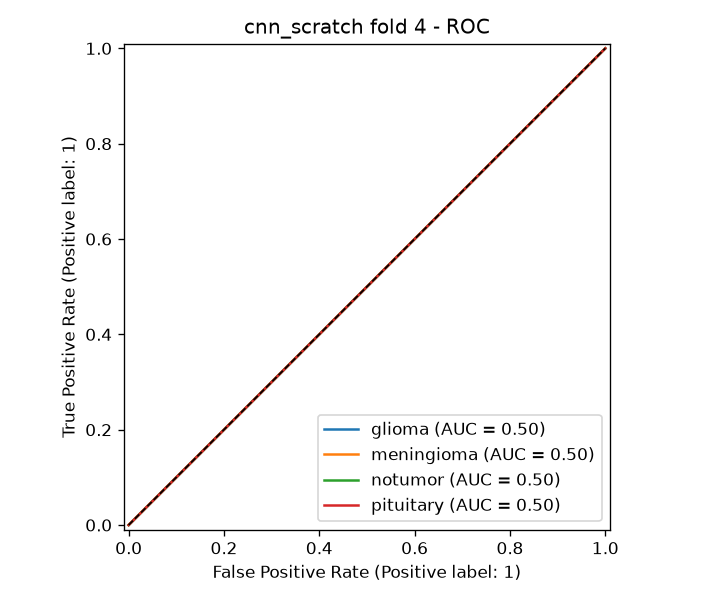 cnn_scratch fold 4 - ROC
True Positive Rate (Positive label: 1)
1.0
0.8
0.6
0.4
0.2
0.0
glioma (AUC = 0.50)
meningioma (AUC = 0.50)
notumor (AUC = 0.50)
pituitary (AUC = 0.50)
0.0 0.2 0.4 0.6 0.8 1.0
False Positive Rate (Positive label: 1)